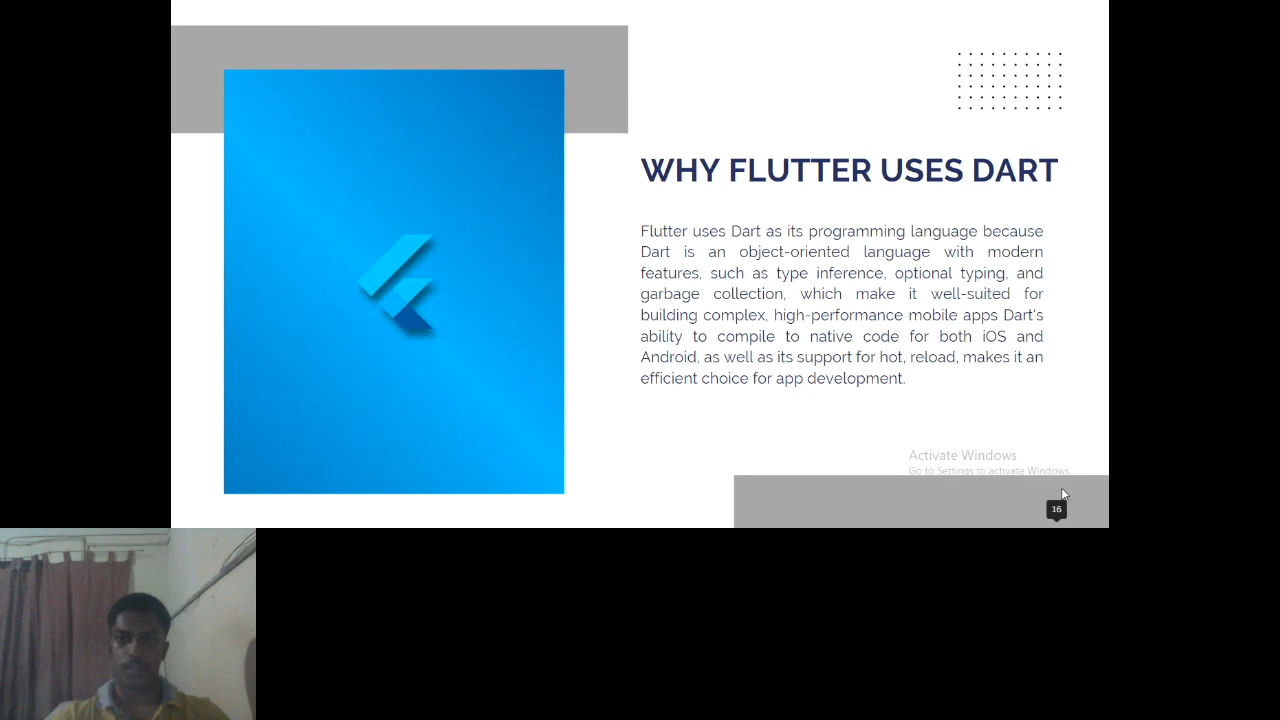 WHY FLUTTER USES DART
Flutter uses Dart as its programming language because
Dart is an object-oriented language with modern
features, such as type inference, optional typing, and
garbage collection, which make it well-suited for
building complex, high-performance mobile apps Dart's
ability to compile to native code for both iOS and
Android, as well as its support for hot, reload, makes it an
efficient choice for app development.
Activate Windows
Go to Settings to activate Windows.
16